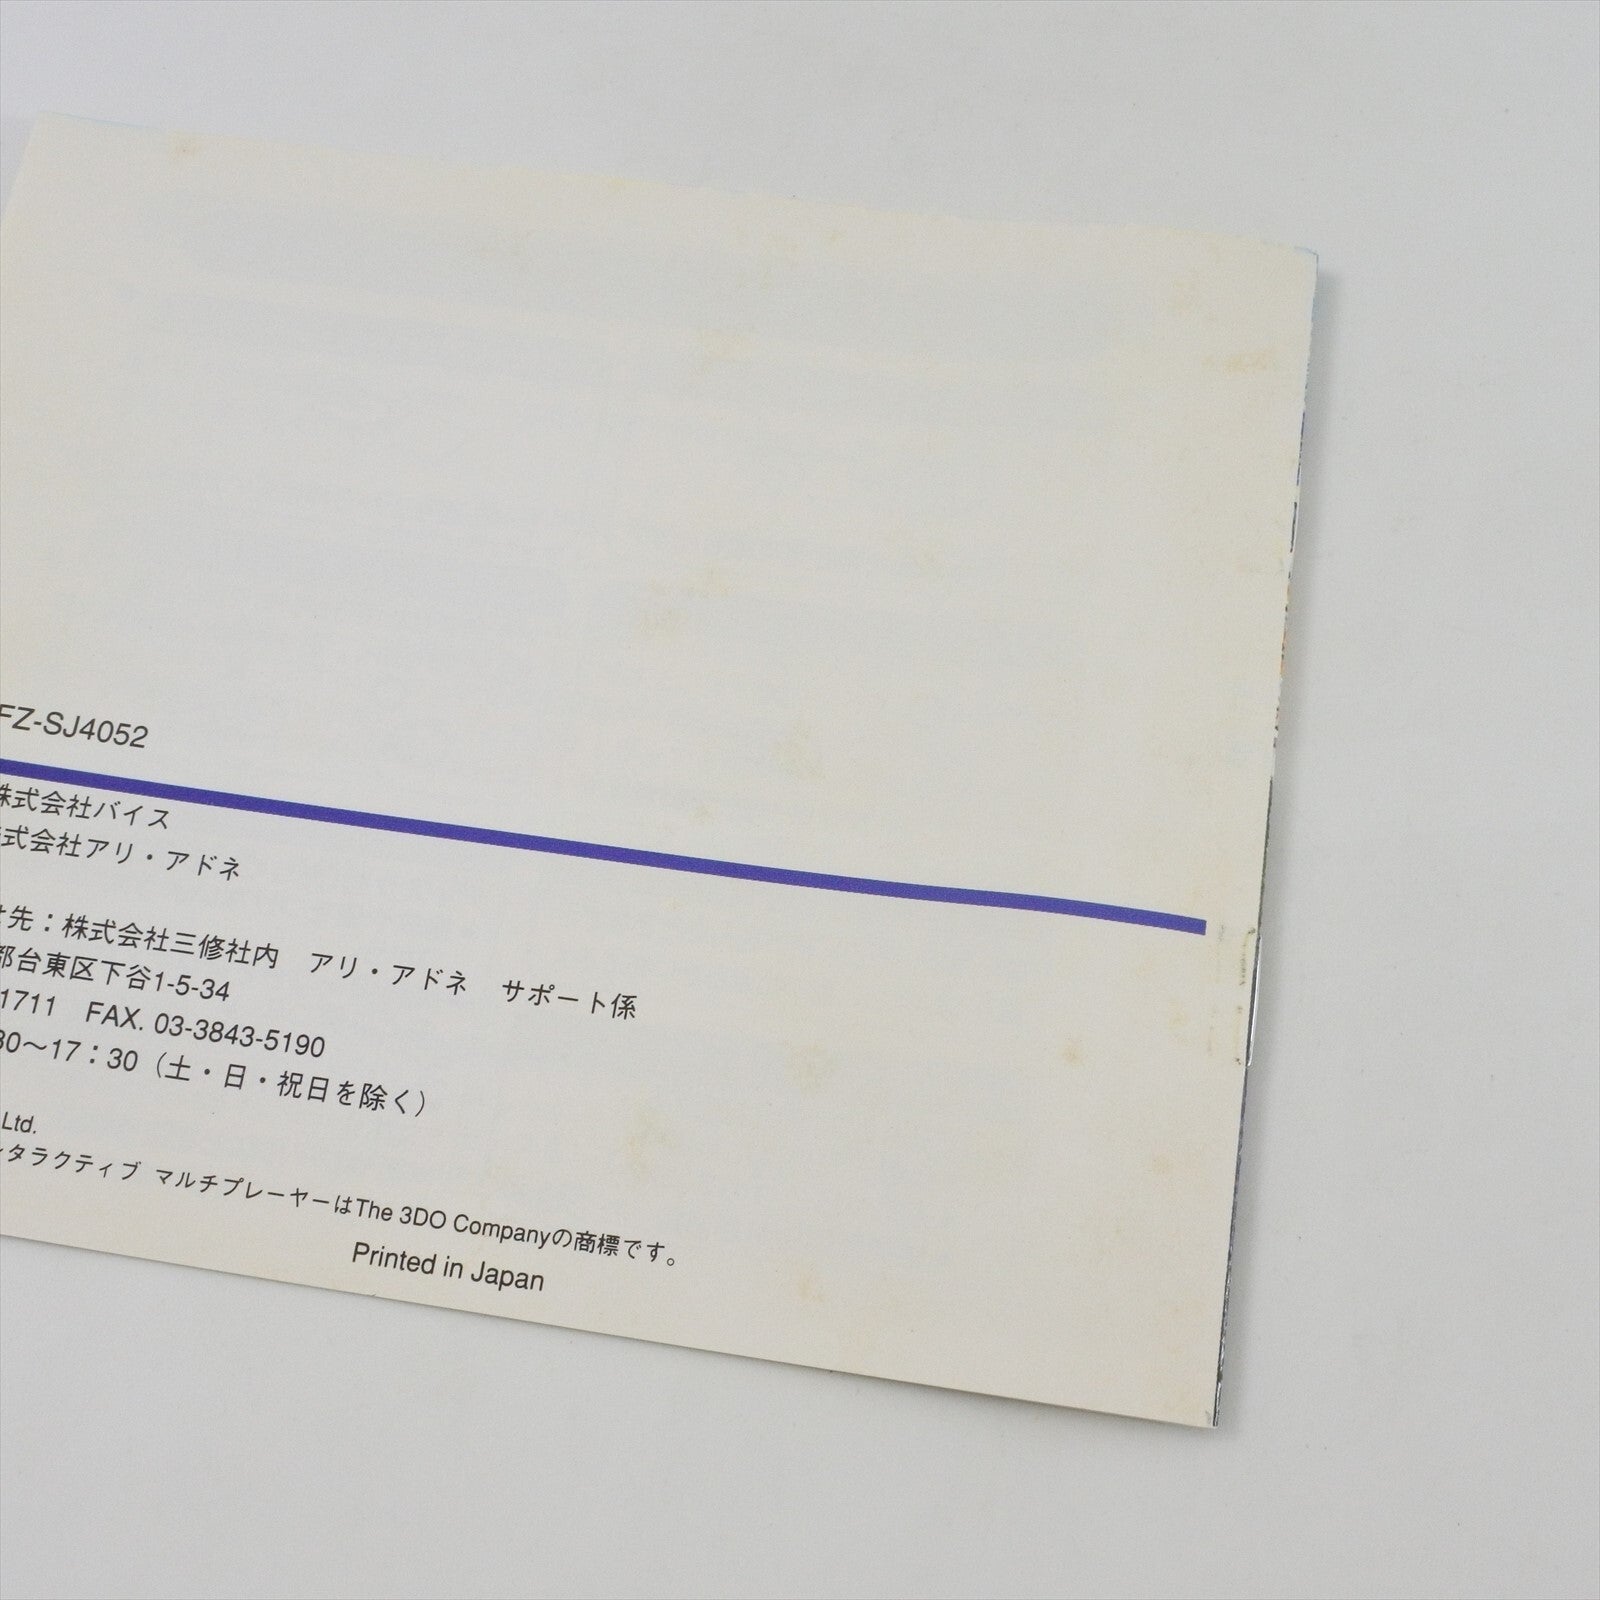 FZ-SJ4052
株式会社バイス
式会社アリ・アドネ
せ先：株式会社三修社内　アリ・アドネ　サポート係
都台東区下谷1-5-34
1711　FAX. 03-3843-5190
30〜17：30（土・日・祝日を除く）
Ltd.
ンタラクティブ マルチプレーヤーはThe 3DO Companyの商標です。
Printed in Japan